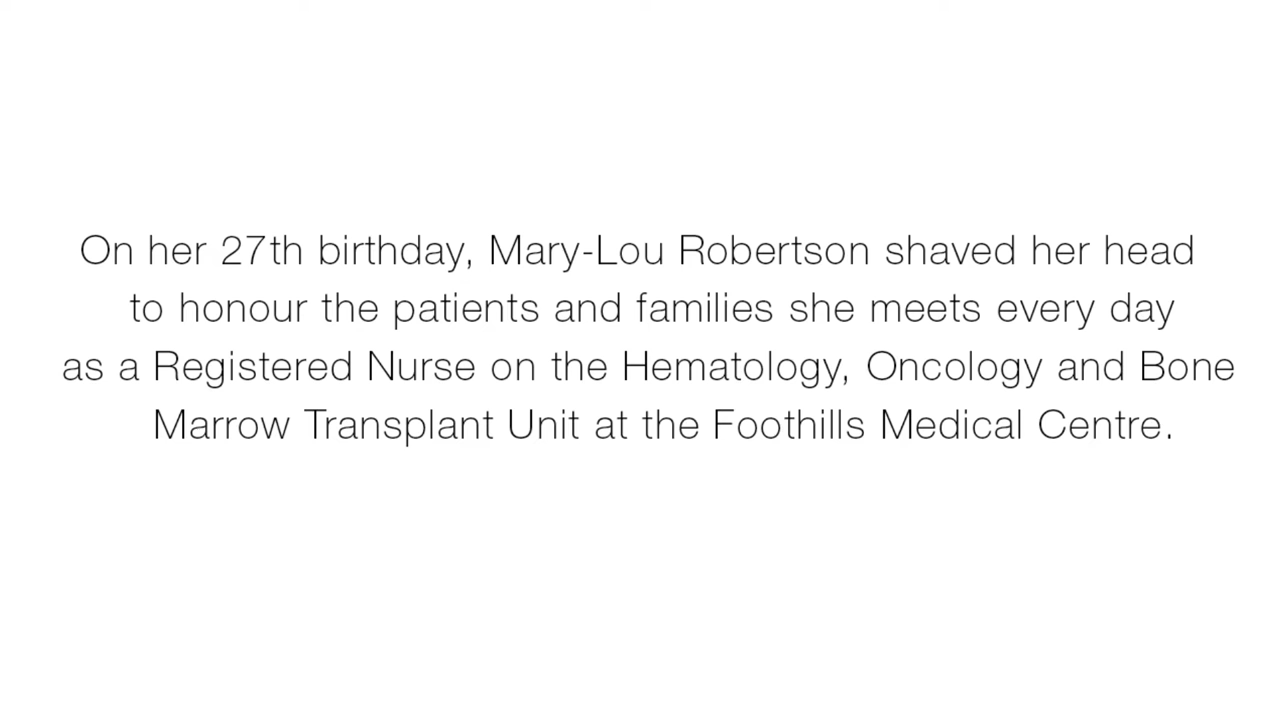 On her 27th birthday, Mary-Lou Robertson shaved her head
to honour the patients and families she meets every day
as a Registered Nurse on the Hematology, Oncology and Bone
Marrow Transplant Unit at the Foothills Medical Centre.